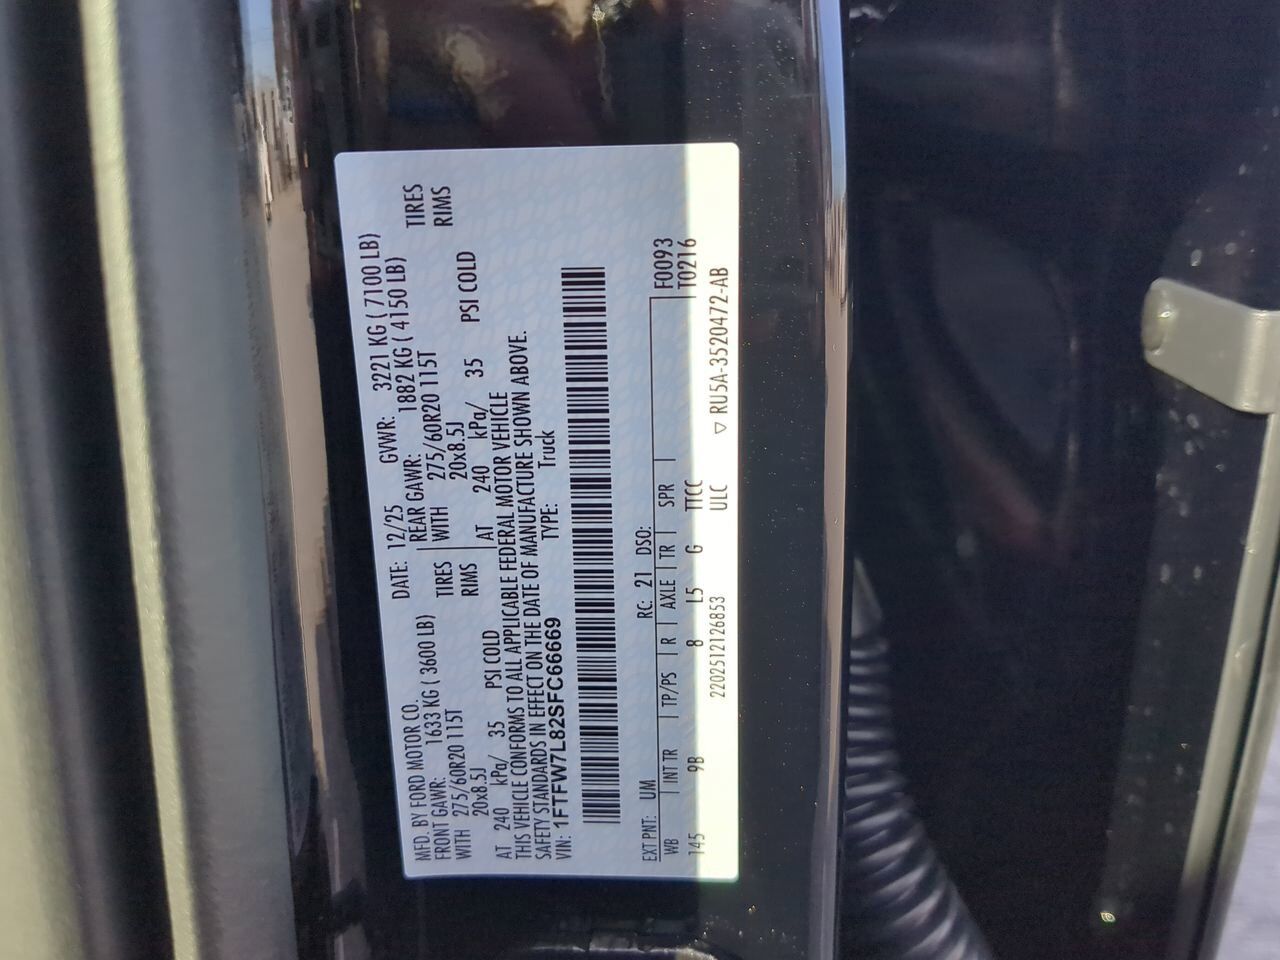 MFD. BY FORD MOTOR CO.
DATE: 12/25 GVWR: 3221 KG ( 7100 LB)
FRONT GAWR: 1633 KG ( 3600 LB) REAR GAWR: 1882 KG ( 4150 LB)
WITH 275/60R20 115T TIRES WITH 275/60R20 115T TIRES
20x8.5J RIMS 20x8.5J RIMS
AT 240 kPa/ 35 PSI COLD AT 240 kPa/ 35 PSI COLD
THIS VEHICLE CONFORMS TO ALL APPLICABLE FEDERAL MOTOR VEHICLE
SAFETY STANDARDS IN EFFECT ON THE DATE OF MANUFACTURE SHOWN ABOVE.
VIN: 1FTFW7L82SFC66669 TYPE: Truck
EXT PNT: UM RC: 21 DSO: F0093
WB INT TR TP/PS R AXLE TR SPR T0216
145 9B 8 L5 G TTCC
2202512126853 ULC ▽ RU5A-3520472-AB